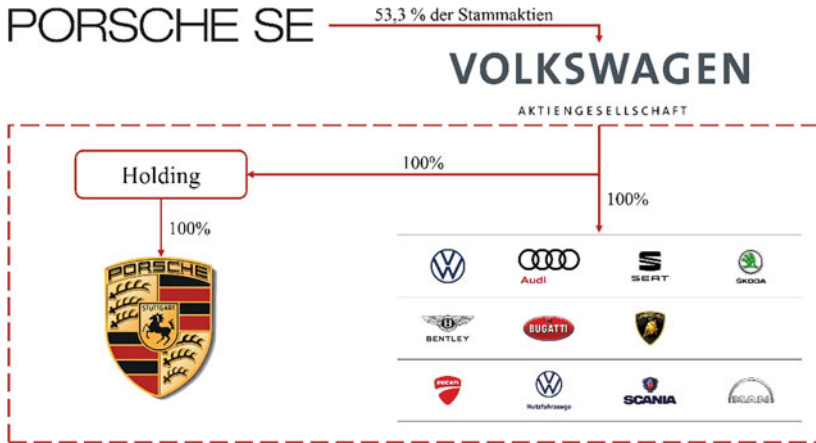 PORSCHE SE
53,3 % der Stammaktien
VOLKSWAGEN
AKTIENGESELLSCHAFT
Holding
100%
100%
100%
PORSCHE
STUTTGART
Audi
SEAT
ŠKODA
BENTLEY
BUGATTI
DUCATI
Nutzfahrzeuge
SCANIA
MAN